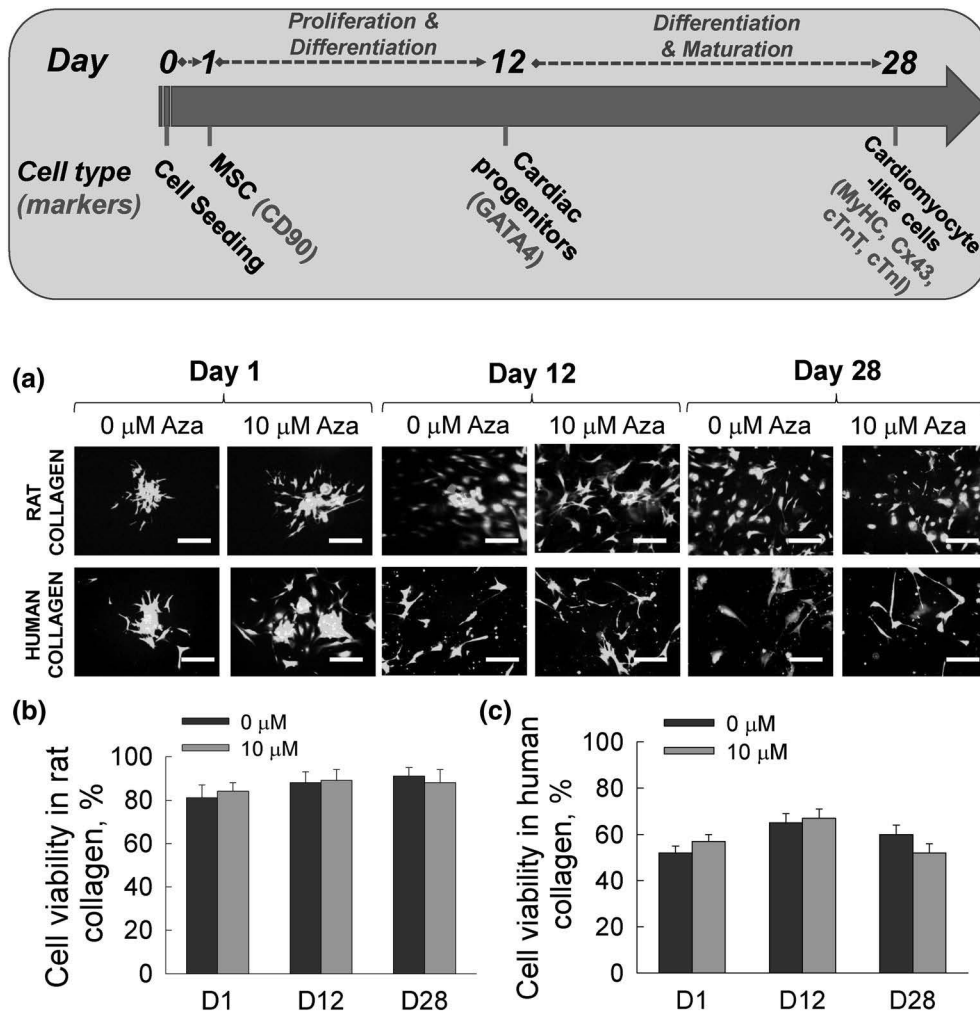 Proliferation &
Differentiation
Differentiation
& Maturation
Day 0 1 12 28
Cell type
(markers)
Cell Seeding
MSC (CD90)
Cardiac
progenitors
(GATA4)
Cardiomyocyte
-like cells
(MyHC, Cx43,
cTnT, cTnI)
(a)
Day 1
Day 12
Day 28
0 μM Aza
10 μM Aza
0 μM Aza
10 μM Aza
0 μM Aza
10 μM Aza
RAT
COLLAGEN
HUMAN
COLLAGEN
(b)
0 μM
10 μM
Cell viability in rat
collagen, %
100
80
60
40
20
80
0
D1
D12
D28
(c)
0 μM
10 μM
Cell viability in human
collagen, %
100
80
60
40
20
0
D1
D12
D28